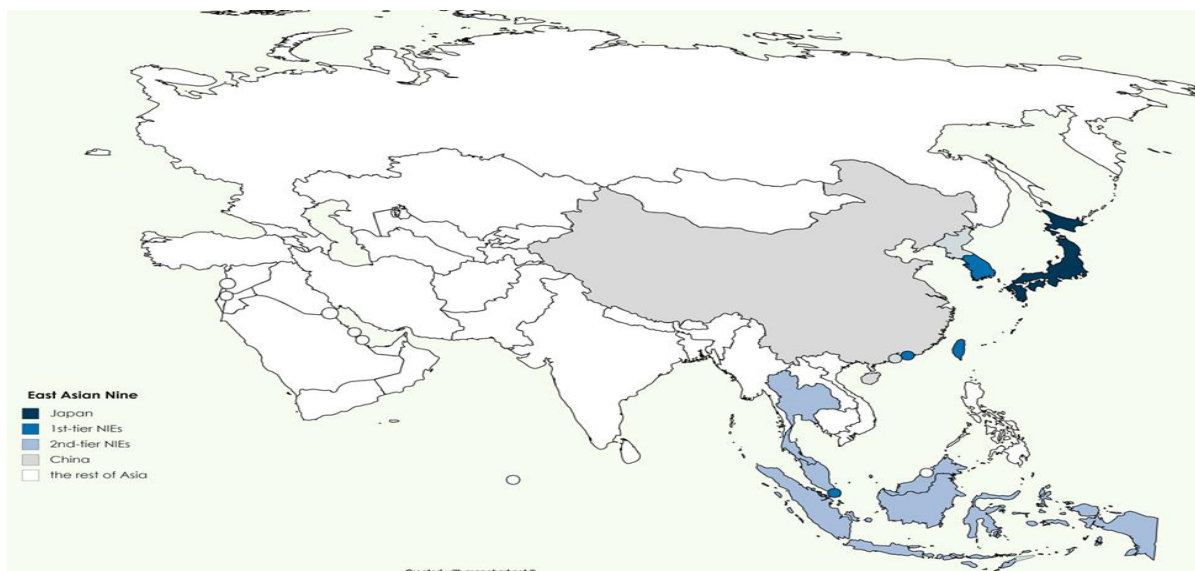 East Asian Nine
Japan
1st-tier NIEs
2nd-tier NIEs
China
the rest of Asia